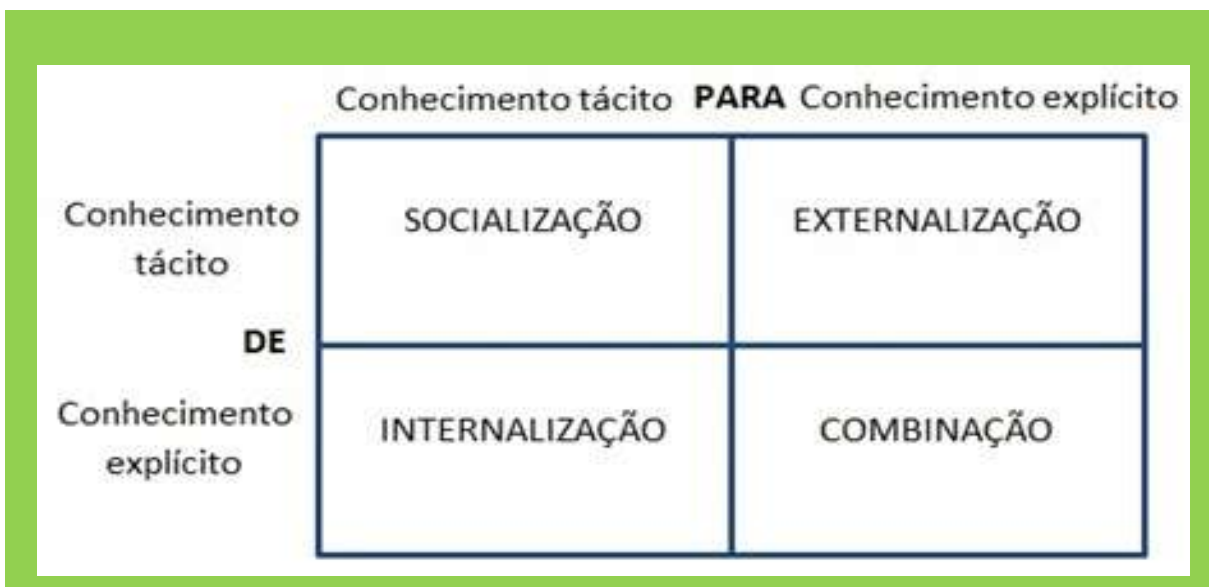 Conhecimento tácito PARA Conhecimento explícito
Conhecimento
tácito
SOCIALIZAÇÃO
EXTERNALIZAÇÃO
DE
Conhecimento
explícito
INTERNALIZAÇÃO
COMBINAÇÃO